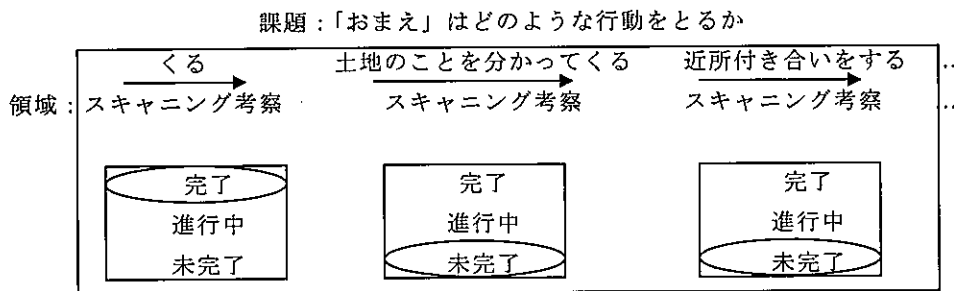 課題：「おまえ」はどのような行動をとるか
くる 土地のことを分かってくる 近所付き合いをする …
領域：スキャニング考察 スキャニング考察 スキャニング考察 …
完了 完了 完了
進行中 進行中 進行中
未完了 未完了 未完了